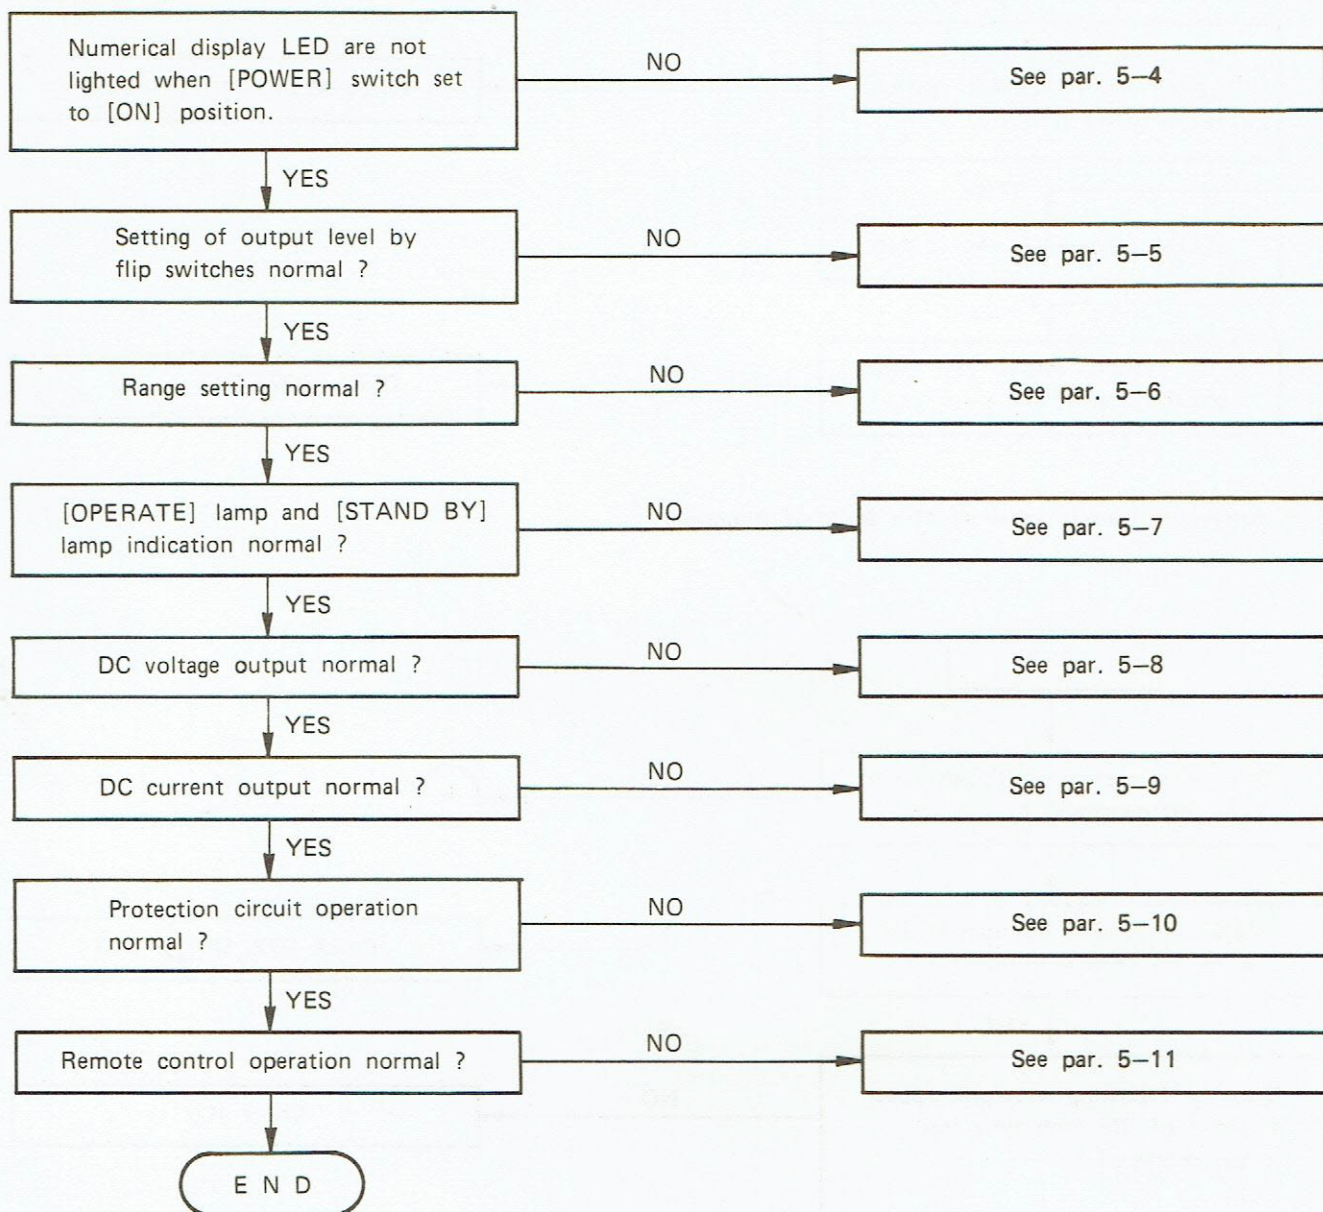 Numerical display LED are not
lighted when [POWER] switch set
to [ON] position.
NO
See par. 5–4
YES
Setting of output level by
flip switches normal ?
NO
See par. 5–5
YES
Range setting normal ?
NO
See par. 5–6
YES
[OPERATE] lamp and [STAND BY]
lamp indication normal ?
NO
See par. 5–7
YES
DC voltage output normal ?
NO
See par. 5–8
YES
DC current output normal ?
NO
See par. 5–9
YES
Protection circuit operation
normal ?
NO
See par. 5–10
YES
Remote control operation normal ?
NO
See par. 5–11
E N D